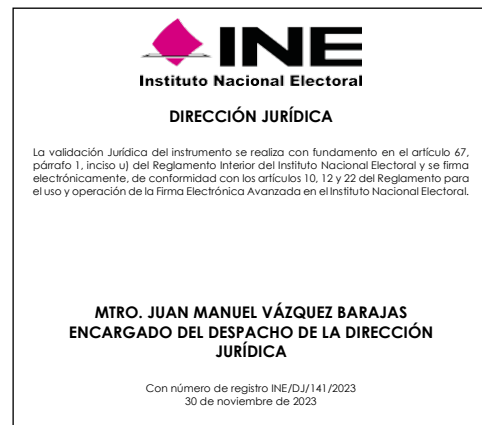 INE
Instituto Nacional Electoral
DIRECCIÓN JURÍDICA
La validación Jurídica del instrumento se realiza con fundamento en el artículo 67,
párrafo 1, inciso u) del Reglamento Interior del Instituto Nacional Electoral y se firma
electrónicamente, de conformidad con los artículos 10, 12 y 22 del Reglamento para
el uso y operación de la Firma Electrónica Avanzada en el Instituto Nacional Electoral.
MTRO. JUAN MANUEL VÁZQUEZ BARAJAS
ENCARGADO DEL DESPACHO DE LA DIRECCIÓN
JURÍDICA
Con número de registro INE/DJ/141/2023
30 de noviembre de 2023